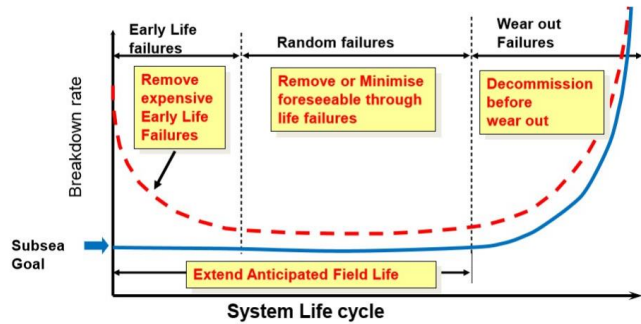 Early Life
failures
Random failures
Wear out
Failures
Remove
expensive
Early Life
Failures
Remove or Minimise
foreseeable through
life failures
Decommission
before
wear out
Breakdown rate
Subsea
Goal
Extend Anticipated Field Life
System Life cycle